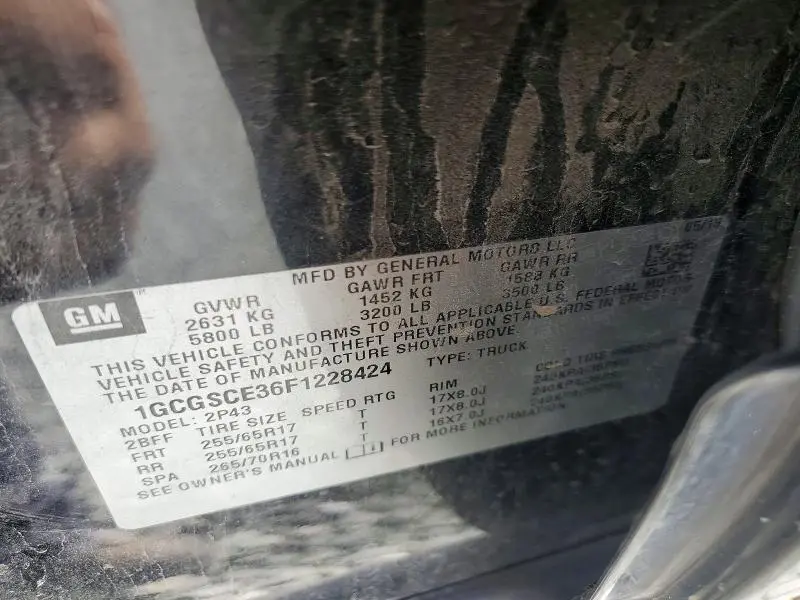 05/15
MFD BY GENERAL MOTORS LLC
GM
GVWR GAWR FRT GAWR RR
2631 KG 1452 KG 1588 KG
5800 LB 3200 LB 3500 LB
THIS VEHICLE CONFORMS TO ALL APPLICABLE U.S. FEDERAL MOTOR
VEHICLE SAFETY AND THEFT PREVENTION STANDARDS IN EFFECT ON
THE DATE OF MANUFACTURE SHOWN ABOVE.
1GCGSCE36F1228424 TYPE: TRUCK
MODEL: 2P43
2BFF TIRE SIZE SPEED RTG RIM COLD TIRE
FRT 255/65R17 T 17X8.0J
RR 255/65R17 T 17X8.0J
SPA 265/70R16 T 16X7.0J
SEE OWNER'S MANUAL FOR MORE INFORMATION